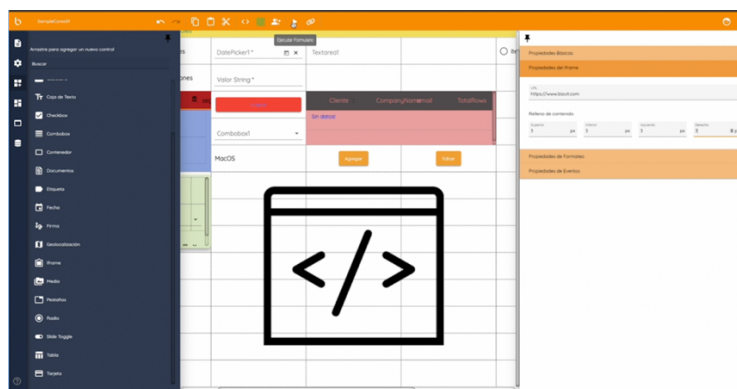 Ejecutar Formulario
Arrastre para agregar un nuevo control
Buscar
Caja de Texto
Checkbox
Combobox
Contenedor
Documentos
Etiqueta
Fecha
Firma
Geolocalización
Iframe
Media
Pestañas
Radio
Slide Toggle
Tabla
Tarjeta
DatePicker1 *
Textarea1
Valor String *
Cliente
TotalRows
Sin datos
Combobox1
MacOS
Agregar
Editar
</>
Propiedades Básicas
Propiedades del Iframe
URL
https://www.bizuit.com
Relleno de contenido
Superior
Inferior
Izquierda
Derecha
px
px
px
Propiedades de Formateo
Propiedades de Eventos